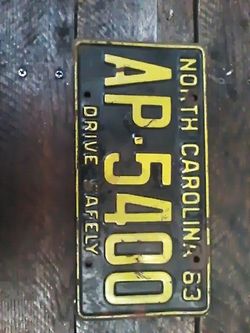 NORTH CAROLINA 63
AP-5400
DRIVE SAFELY